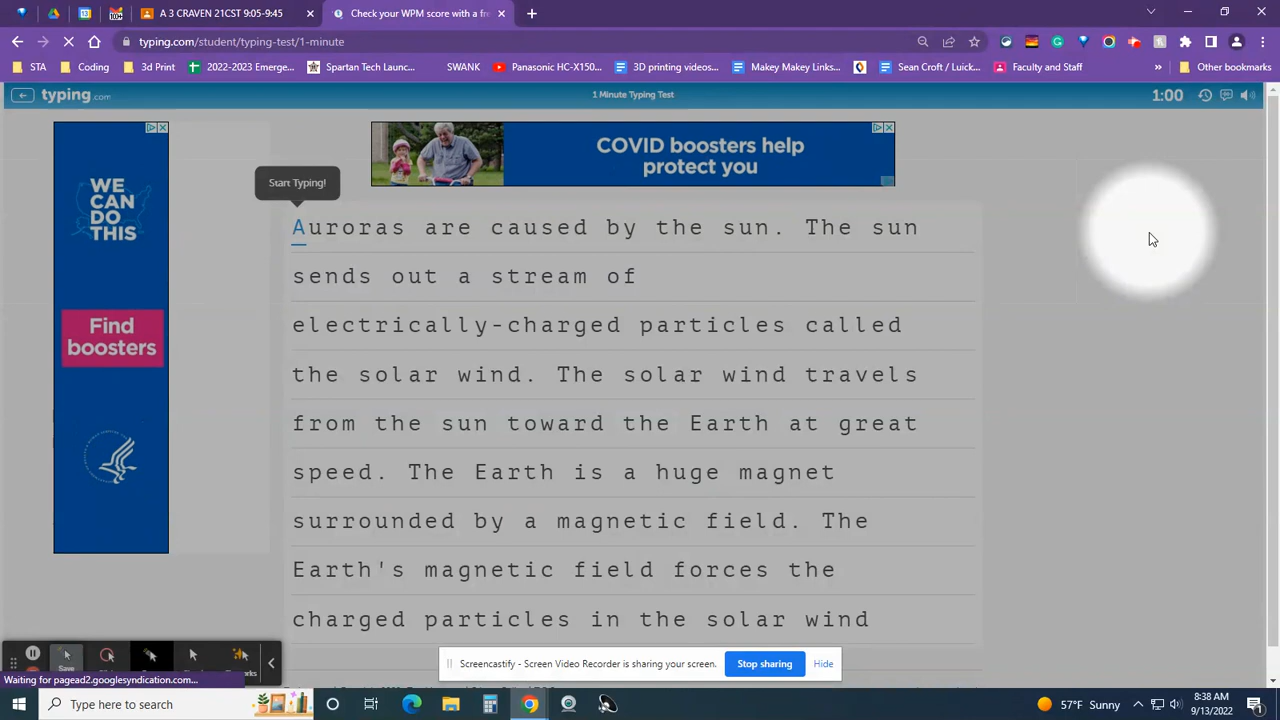 A 3 CRAVEN 21CST 9:05-9:45
Check your WPM score with a fre
typing.com/student/typing-test/1-minute
STA
Coding
3d Print
2022-2023 Emerge...
Spartan Tech Launc...
SWANK
Panasonic HC-X150...
3D printing videos...
Makey Makey Links...
Sean Croft / Luick...
Faculty and Staff
»
Other bookmarks
typing.com
1 Minute Typing Test
1:00
WE
CAN
DO
THIS
Find
boosters
COVID boosters help
protect you
Start Typing!
Auroras are caused by the sun. The sun
sends out a stream of
electrically-charged particles called
the solar wind. The solar wind travels
from the sun toward the Earth at great
speed. The Earth is a huge magnet
surrounded by a magnetic field. The
Earth's magnetic field forces the
charged particles in the solar wind
Screencastify - Screen Video Recorder is sharing your screen.
Stop sharing
Hide
Waiting for pagead2.googlesyndication.com...
Type here to search
57°F Sunny
8:38 AM
9/13/2022